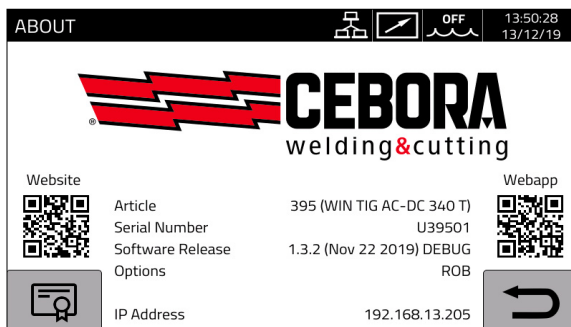 ABOUT
OFF
13:50:28
13/12/19
®
CEBORA
welding&cutting
Website
Webapp
Article 395 (WIN TIG AC-DC 340 T)
Serial Number U39501
Software Release 1.3.2 (Nov 22 2019) DEBUG
Options ROB
IP Address 192.168.13.205